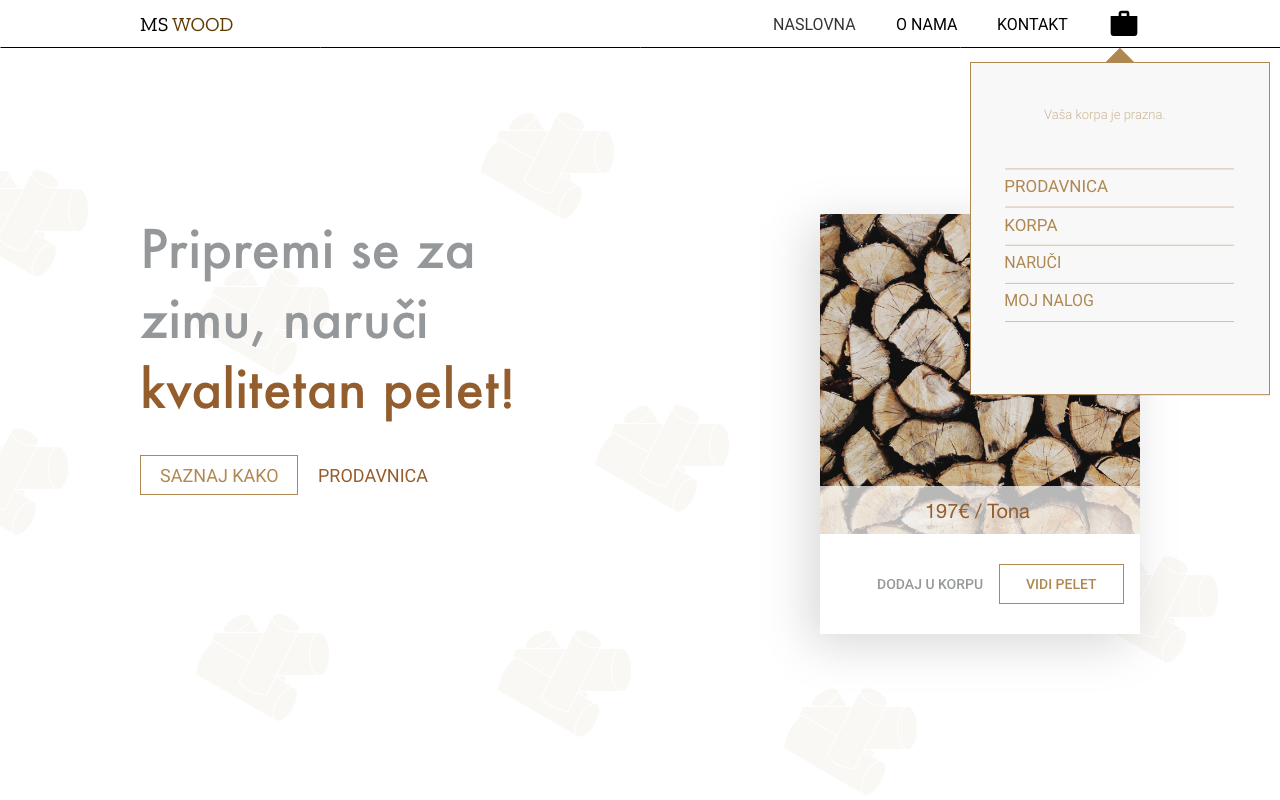 MS WOOD
NASLOVNA
O NAMA
KONTAKT
Vaša korpa je prazna.
PRODAVNICA
KORPA
NARUČI
MOJ NALOG
Pripremi se za
zimu, naruči
kvalitetan pelet!
SAZNAJ KAKO
PRODAVNICA
197€ / Tona
DODAJ U KORPU
VIDI PELET